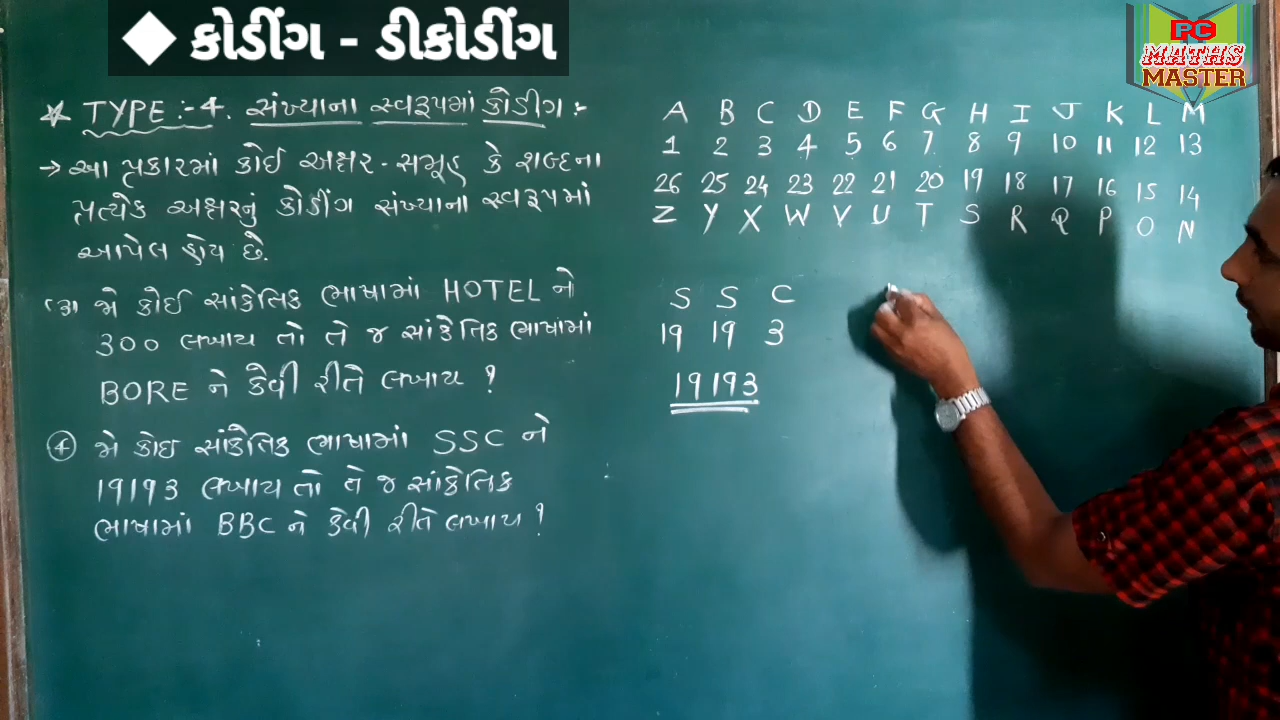 ◆ કોડીંગ - ડીકોડીંગ
PC
MATHS
MASTER
★ TYPE :- 4. સંખ્યાના સ્વરૂપમાં કોડીંગ :-
→ આ પ્રકારમાં કોઈ અક્ષર - સમૂહ કે શબ્દના
પ્રત્યેક અક્ષરનું કોડીંગ સંખ્યાના સ્વરૂપમાં
આપેલ હોય છે.
(3) જો કોઈ સાંકેતિક ભાષામાં HOTEL ને
300 લખાય તો તે જ સાંકેતિક ભાષામાં
BORE ને કેવી રીતે લખાય ?
(4) જો કોઇ સાંકેતિક ભાષામાં SSC ને
19193 લખાય તો તે જ સાંકેતિક
ભાષામાં BBC ને કેવી રીતે લખાય ?
A B C D E F G H I J K L M
1 2 3 4 5 6 7 8 9 10 11 12 13
26 25 24 23 22 21 20 19 18 17 16 15 14
Z Y X W V U T S R Q P O N
S S C
19 19 3
19193